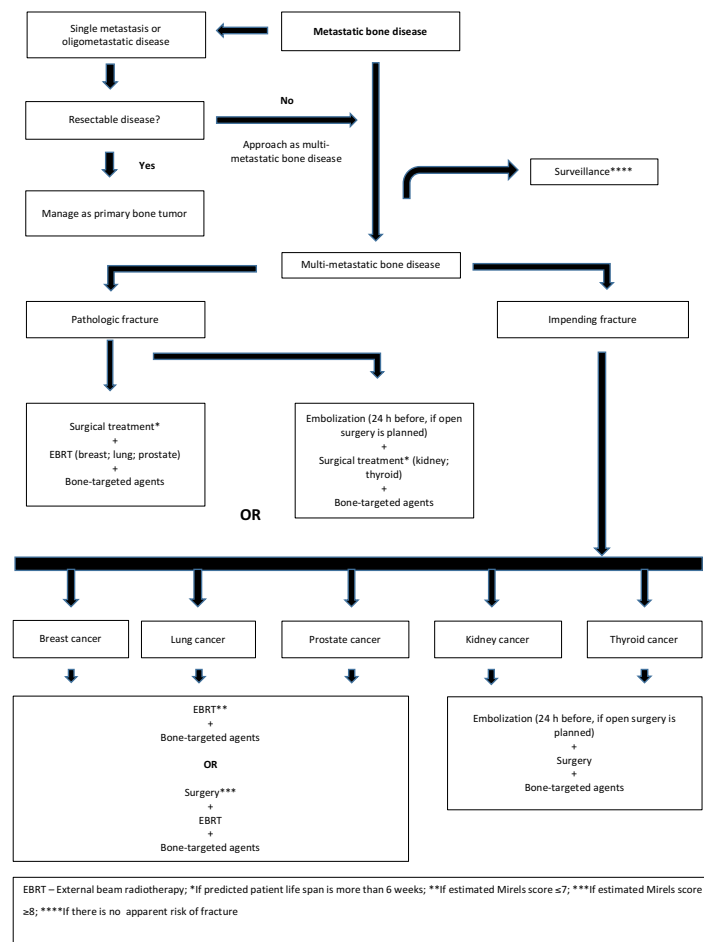 Single metastasis or
oligometastatic disease
Metastatic bone disease
No
Resectable disease?
Approach as multi-
metastatic bone disease
Yes
Surveillance****
Manage as primary bone tumor
Multi-metastatic bone disease
Pathologic fracture
Impending fracture
Surgical treatment*
+
EBRT (breast; lung; prostate)
+
Bone-targeted agents
Embolization (24 h before, if open
surgery is planned)
+
Surgical treatment* (kidney;
thyroid)
+
Bone-targeted agents
OR
Breast cancer
Lung cancer
Prostate cancer
Kidney cancer
Thyroid cancer
EBRT**
+
Bone-targeted agents
OR
Surgery***
+
EBRT
+
Bone-targeted agents
Embolization (24 h before, if open surgery is
planned)
+
Surgery
+
Bone-targeted agents
EBRT – External beam radiotherapy; *If predicted patient life span is more than 6 weeks; **If estimated Mirels score ≤7; ***If estimated Mirels score
≥8; ****If there is no apparent risk of fracture